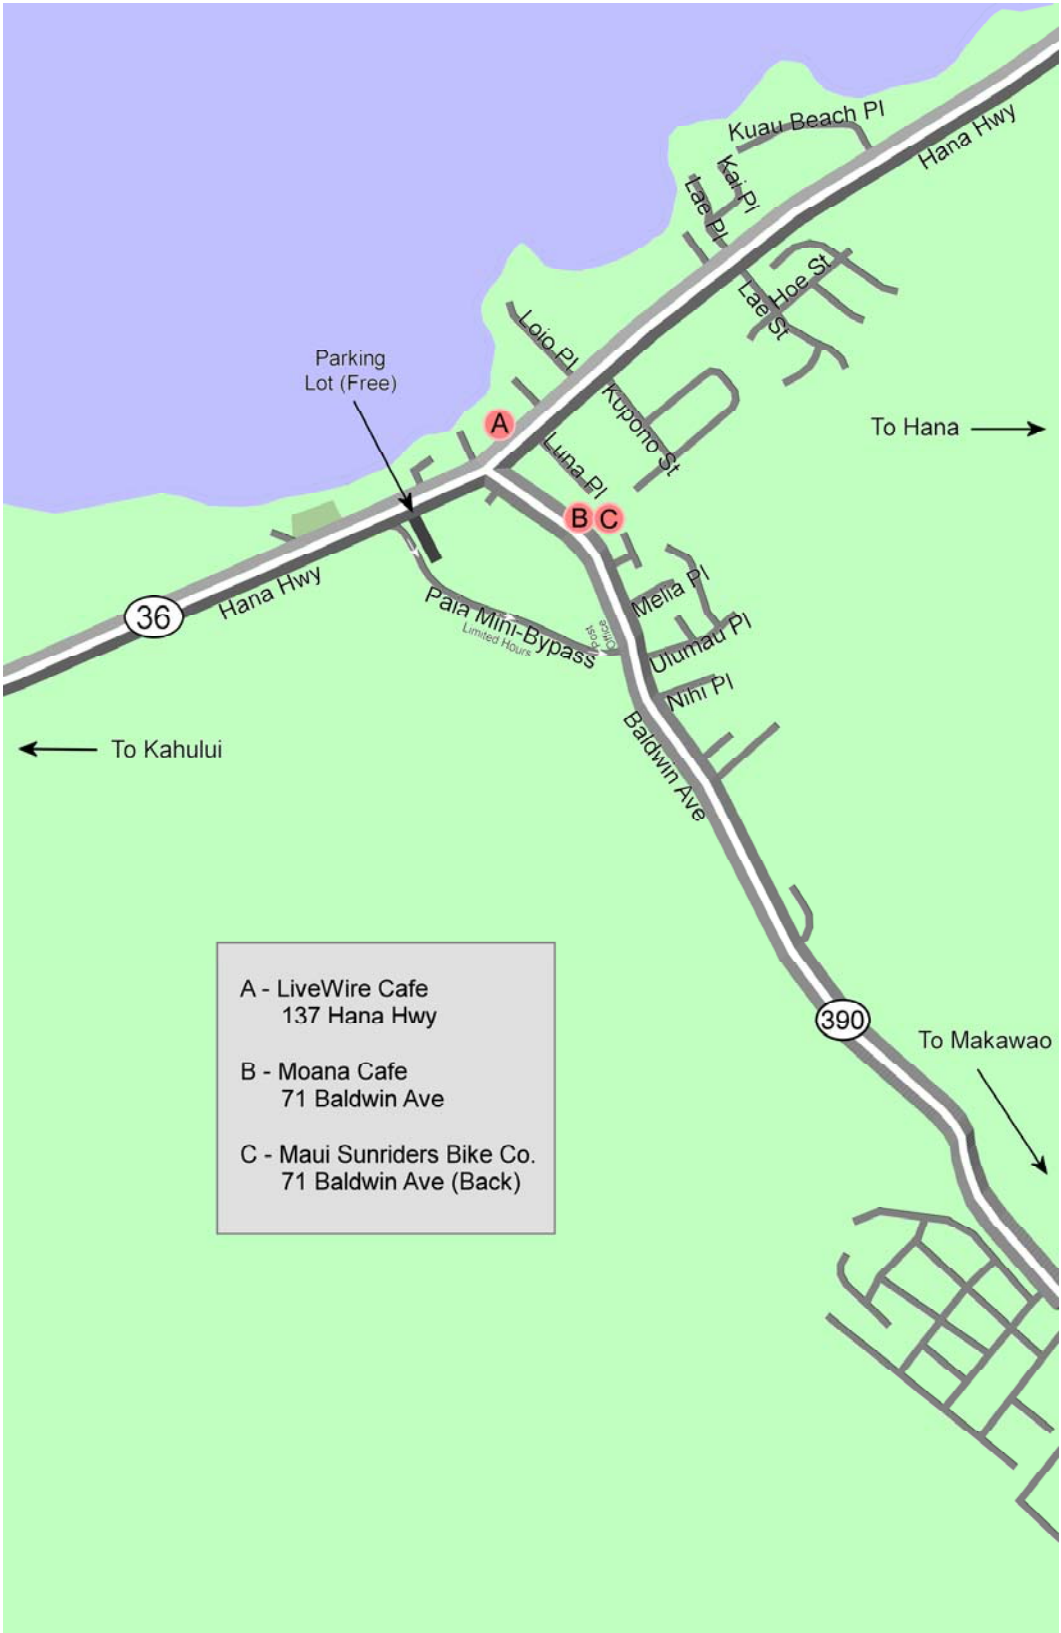 Kuau Beach Pl
Hana Hwy
Kai Pl
Lae Pl
Hoe St
Lae St
Loio Pl
Parking
Lot (Free)
Kupono St
A
To Hana
Luna Pl
B
C
Hana Hwy
36
Melia Pl
Paia Mini-Bypass
Limited Hours
Post
Office
Ulumau Pl
Nihi Pl
Baldwin Ave
To Kahului
A - LiveWire Cafe
137 Hana Hwy
B - Moana Cafe
71 Baldwin Ave
C - Maui Sunriders Bike Co.
71 Baldwin Ave (Back)
390
To Makawao